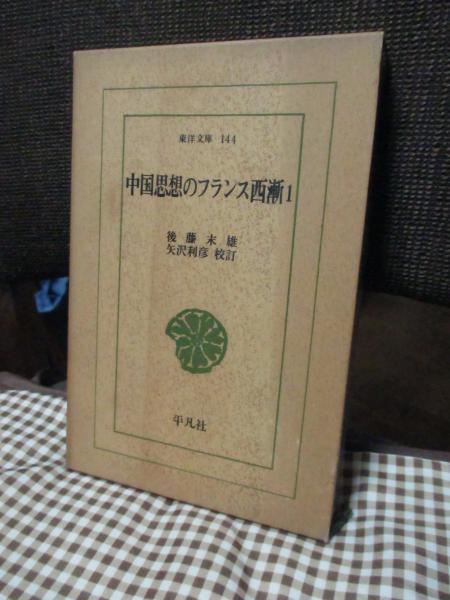 東洋文庫 144
中国思想のフランス西漸1
後藤末雄
矢沢利彦 校訂
平凡社